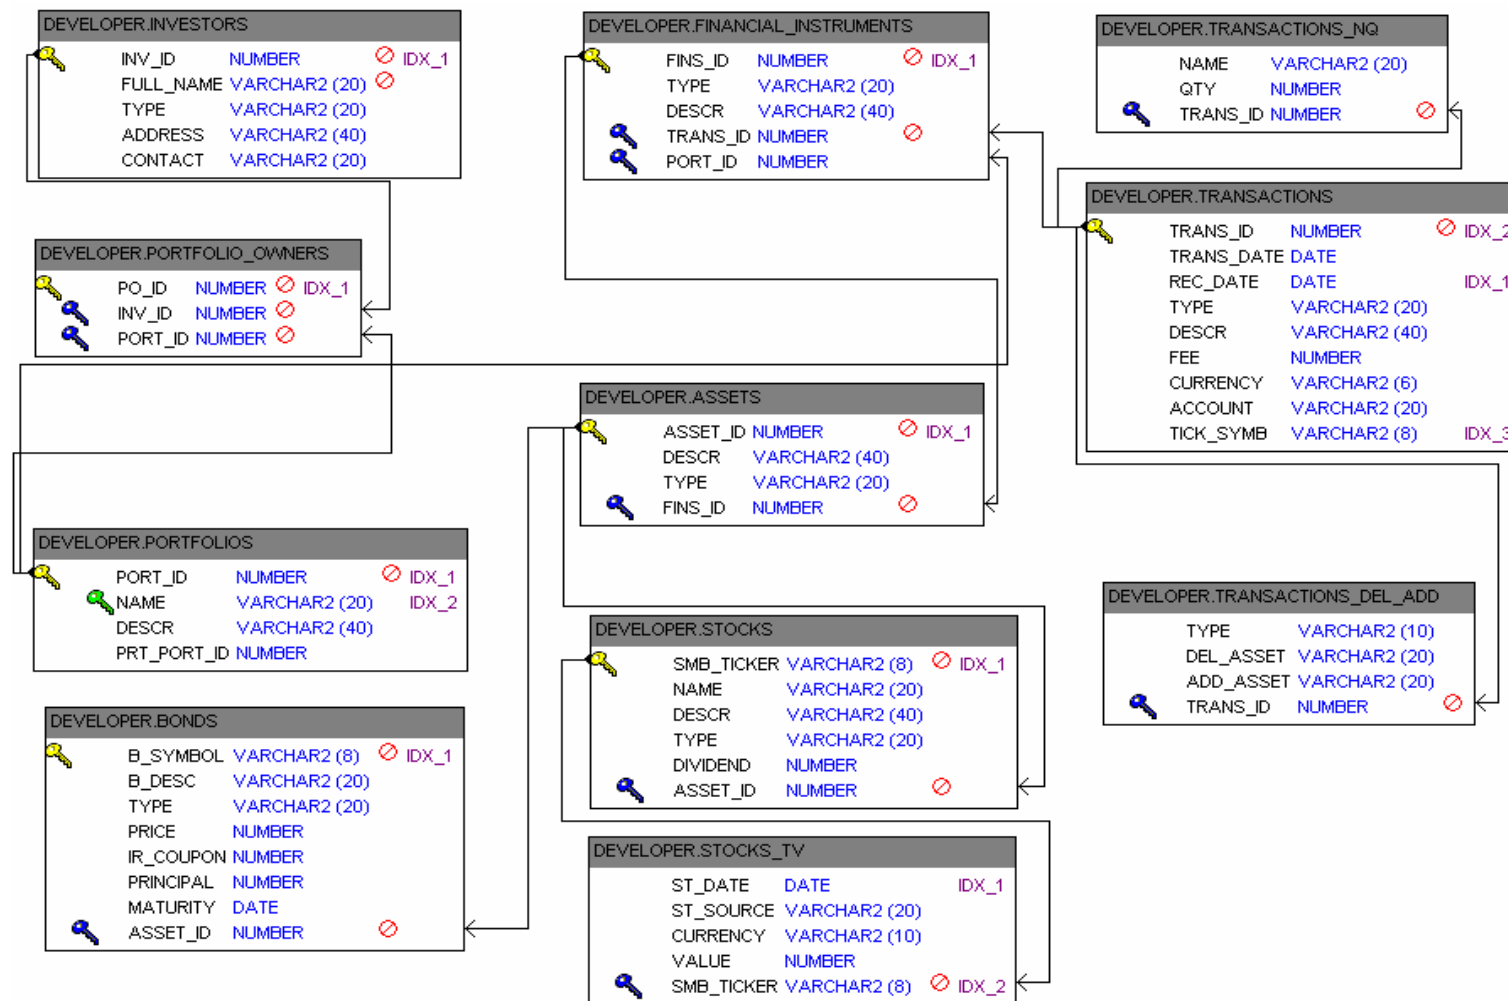 DEVELOPER.INVESTORS
INV_ID NUMBER IDX_1
FULL_NAME VARCHAR2 (20)
TYPE VARCHAR2 (20)
ADDRESS VARCHAR2 (40)
CONTACT VARCHAR2 (20)
DEVELOPER.FINANCIAL_INSTRUMENTS
FINS_ID NUMBER IDX_1
TYPE VARCHAR2 (20)
DESCR VARCHAR2 (40)
TRANS_ID NUMBER
PORT_ID NUMBER
DEVELOPER.TRANSACTIONS_NQ
NAME VARCHAR2 (20)
QTY NUMBER
TRANS_ID NUMBER
DEVELOPER.TRANSACTIONS
TRANS_ID NUMBER IDX_2
TRANS_DATE DATE
REC_DATE DATE IDX_1
TYPE VARCHAR2 (20)
DESCR VARCHAR2 (40)
FEE NUMBER
CURRENCY VARCHAR2 (6)
ACCOUNT VARCHAR2 (20)
TICK_SYMB VARCHAR2 (8) IDX_3
DEVELOPER.PORTFOLIO_OWNERS
PO_ID NUMBER IDX_1
INV_ID NUMBER
PORT_ID NUMBER
DEVELOPER.ASSETS
ASSET_ID NUMBER IDX_1
DESCR VARCHAR2 (40)
TYPE VARCHAR2 (20)
FINS_ID NUMBER
DEVELOPER.PORTFOLIOS
PORT_ID NUMBER IDX_1
NAME VARCHAR2 (20) IDX_2
DESCR VARCHAR2 (40)
PRT_PORT_ID NUMBER
DEVELOPER.STOCKS
SMB_TICKER VARCHAR2 (8) IDX_1
NAME VARCHAR2 (20)
DESCR VARCHAR2 (40)
TYPE VARCHAR2 (20)
DIVIDEND NUMBER
ASSET_ID NUMBER
DEVELOPER.TRANSACTIONS_DEL_ADD
TYPE VARCHAR2 (10)
DEL_ASSET VARCHAR2 (20)
ADD_ASSET VARCHAR2 (20)
TRANS_ID NUMBER
DEVELOPER.BONDS
B_SYMBOL VARCHAR2 (8) IDX_1
B_DESC VARCHAR2 (20)
TYPE VARCHAR2 (20)
PRICE NUMBER
IR_COUPON NUMBER
PRINCIPAL NUMBER
MATURITY DATE
ASSET_ID NUMBER
DEVELOPER.STOCKS_TV
ST_DATE DATE IDX_1
ST_SOURCE VARCHAR2 (20)
CURRENCY VARCHAR2 (10)
VALUE NUMBER
SMB_TICKER VARCHAR2 (8) IDX_2